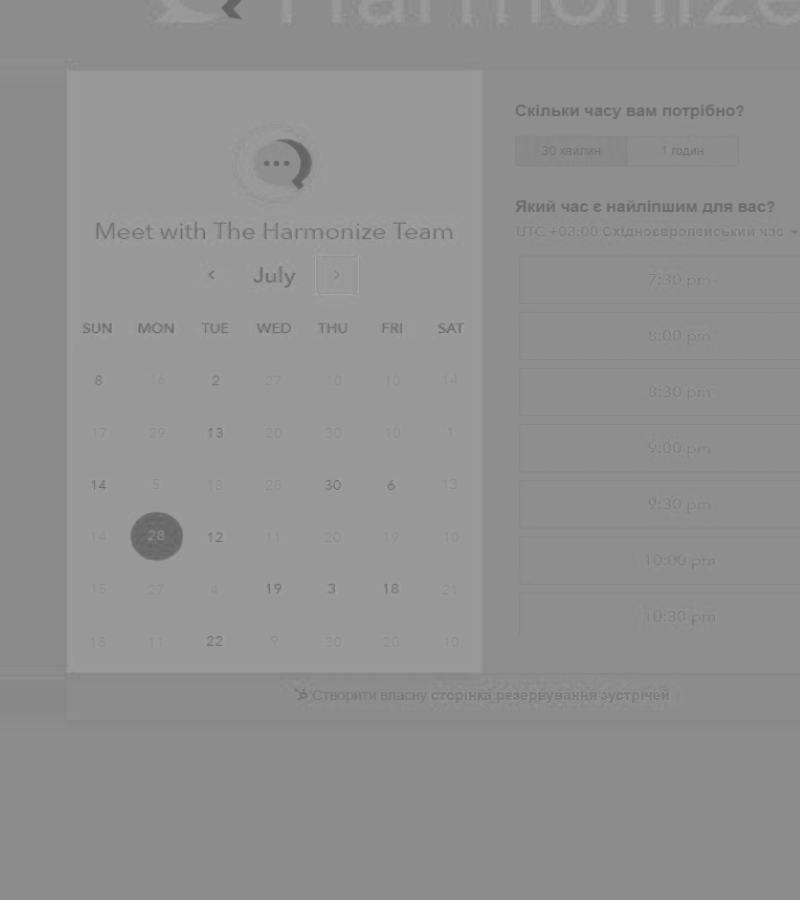 Harmonize
Meet with The Harmonize Team
July
SUN MON TUE WED THU FRI SAT
8 16 2 27 10 10 14
17 29 13 20 30 10 1
14 5 18 28 30 6 13
14 28 12 11 20 19 10
15 27 4 19 3 18 21
18 11 22 9 30 20 10
Скільки часу вам потрібно?
30 хвилин 1 годин
Який час є найліпшим для вас?
UTC +03:00 Східноєвропейський час
7:30 pm
8:00 pm
8:30 pm
9:00 pm
9:30 pm
10:00 pm
10:30 pm
Створити власну сторінка резервування зустрічей